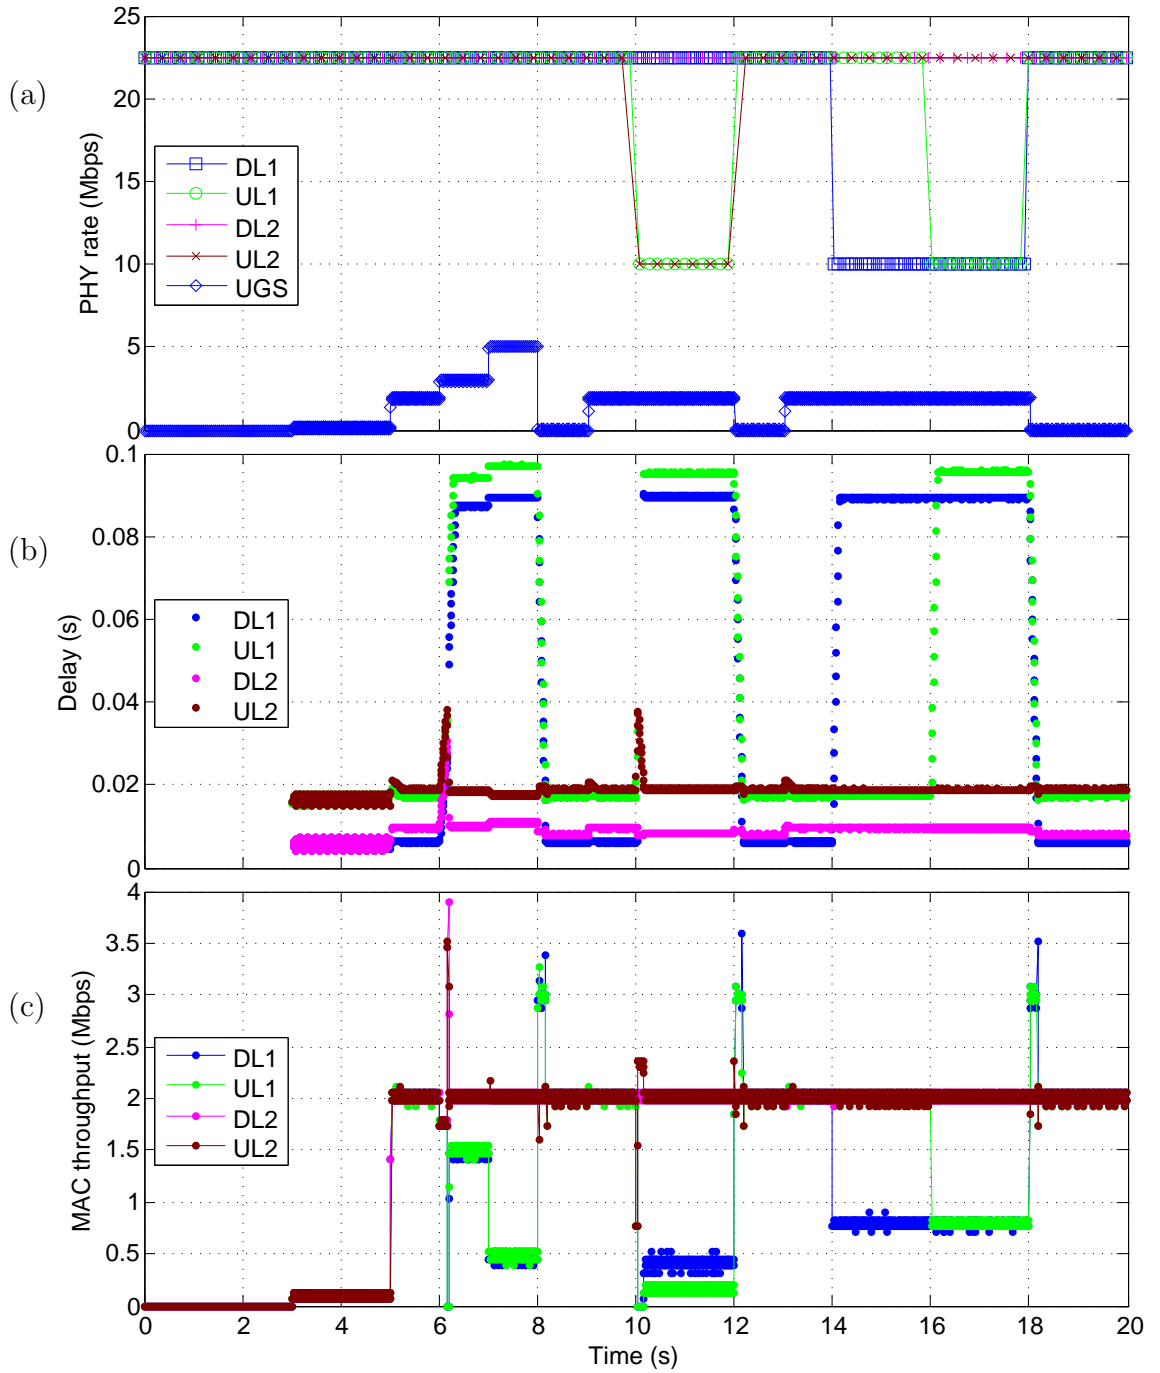 (a)
PHY rate (Mbps)
25
20
15
10
5
0
DL1
UL1
DL2
UL2
UGS
(b)
Delay (s)
0.1
0.08
0.06
0.04
0.02
0
DL1
UL1
DL2
UL2
(c)
MAC throughput (Mbps)
4
3.5
3
2.5
2
1.5
1
0.5
0
DL1
UL1
DL2
UL2
0 2 4 6 8 10 12 14 16 18 20
Time (s)